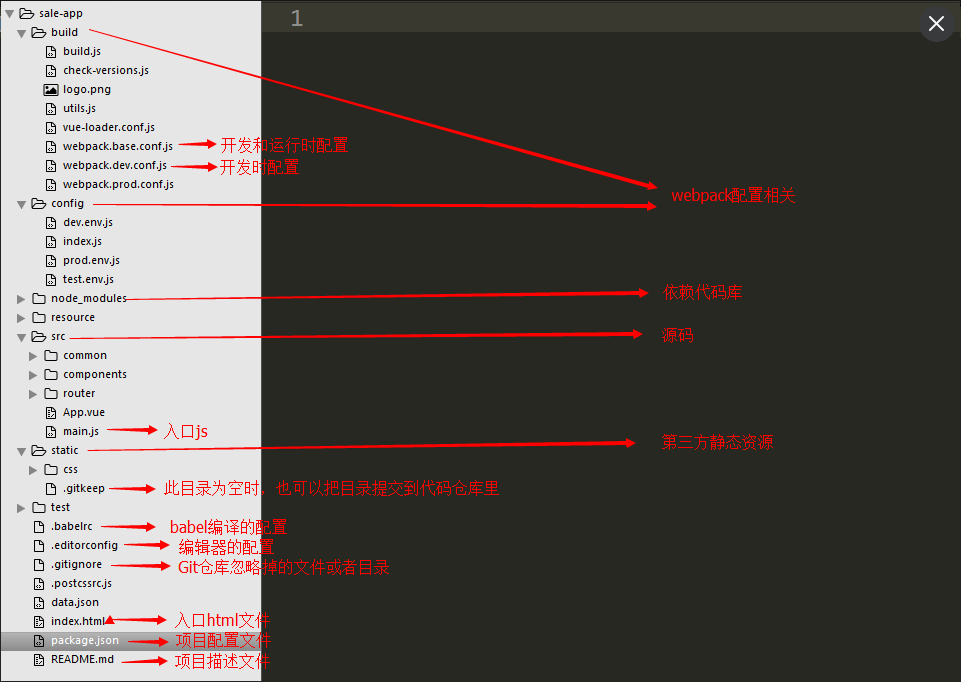 sale-app
1
build
build.js
check-versions.js
logo.png
utils.js
vue-loader.conf.js
webpack.base.conf.js 开发和运行时配置
webpack.dev.conf.js 开发时配置
webpack.prod.conf.js
webpack配置相关
config
dev.env.js
index.js
prod.env.js
test.env.js
node_modules 依赖代码库
resource
src 源码
common
components
router
App.vue
main.js 入口js
static 第三方静态资源
css
.gitkeep 此目录为空时，也可以把目录提交到代码仓库里
test
.babelrc babel编译的配置
.editorconfig 编辑器的配置
.gitignore Git仓库忽略掉的文件或者目录
.postcssrc.js
data.json
index.html 入口html文件
package.json 项目配置文件
README.md 项目描述文件